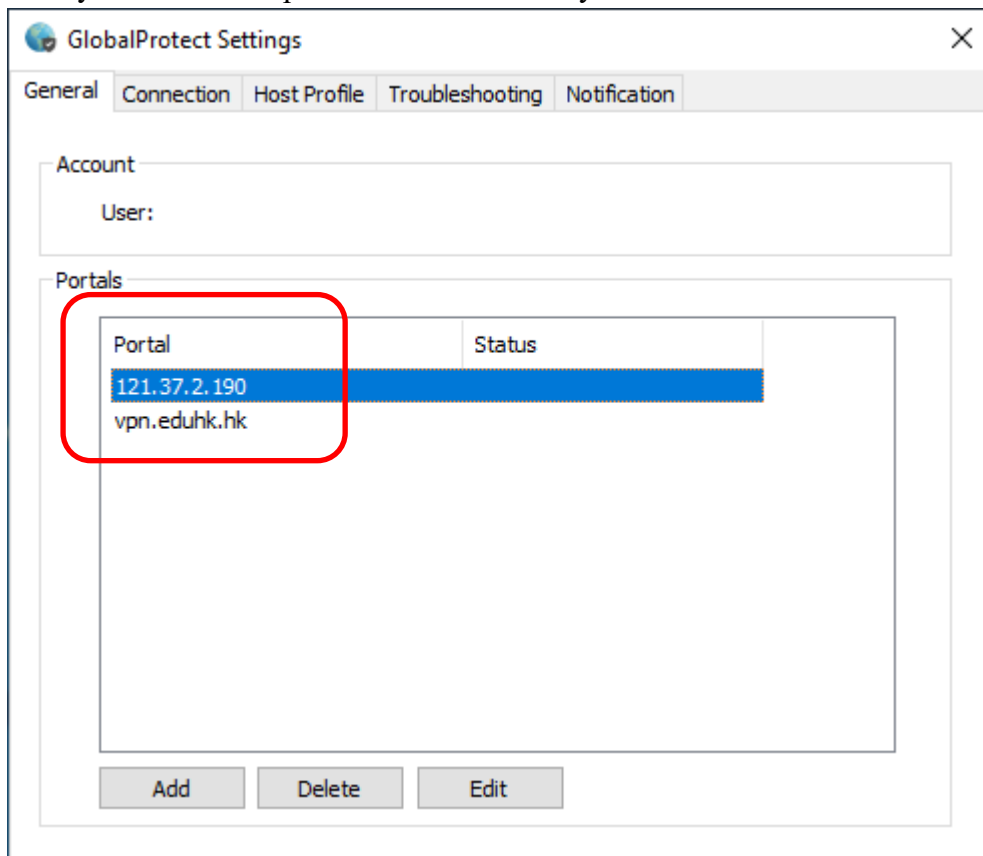 GlobalProtect Settings
General Connection Host Profile Troubleshooting Notification
Account
User:
Portals
Portal Status
121.37.2.190
vpn.eduhk.hk
Add Delete Edit